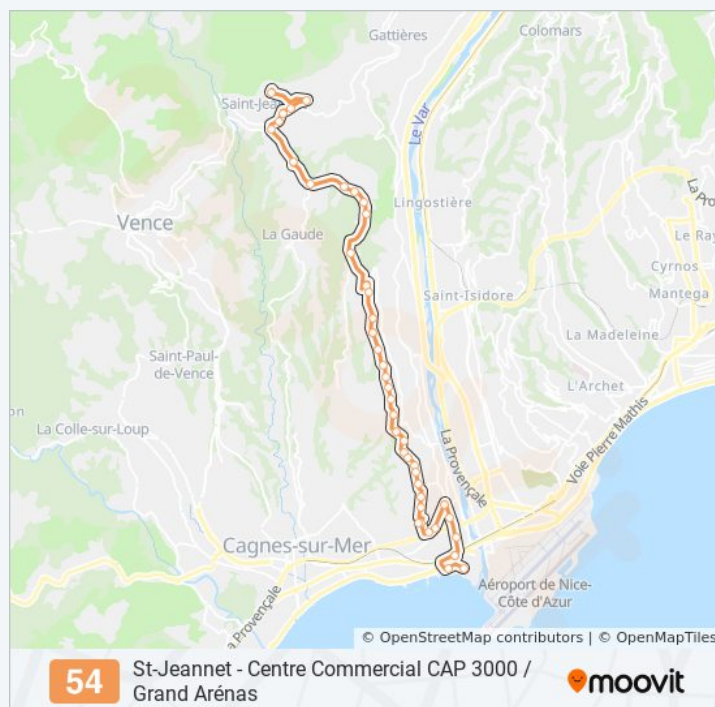 Gattières
Colomars
Saint-Jea
Le Var
La Pro
Lingostière
Vence
La Gaude
Le Ray
Cyrnos
Saint-Isidore
Mantega
La Madeleine
Saint-Paul-
de-Vence
L'Archet
on
La Colle-sur-Loup
La Provençale
Voie Pierre Mathis
Cagnes-sur-Mer
La Provençale
Aéroport de Nice-
Côte d'Azur
© OpenStreetMap contributors | © OpenMapTiles
54
St-Jeannet - Centre Commercial CAP 3000 /
Grand Arénas
moovit